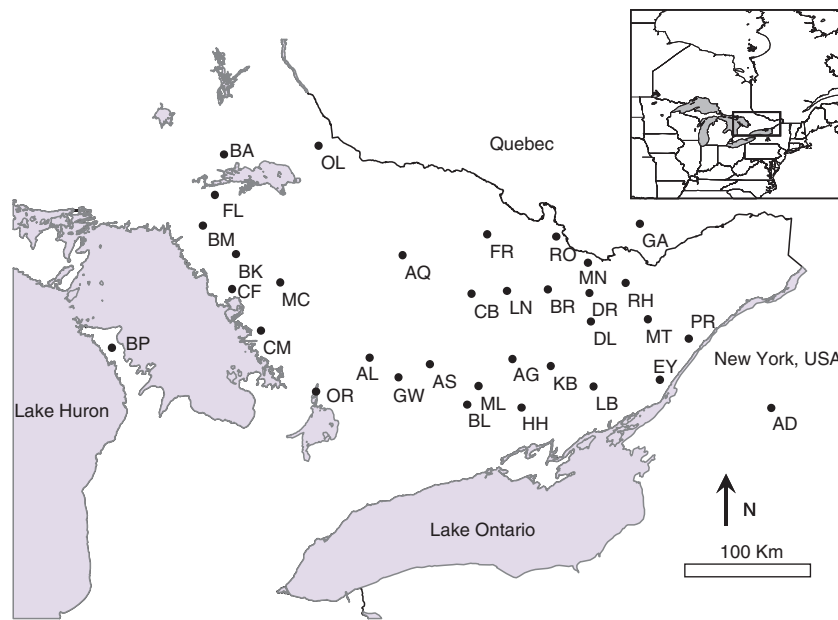 Quebec
BA
OL
FL
BM
FR
RO
GA
BK
AQ
MN
CF
MC
CB
LN
BR
DR
RH
DL
MT
PR
CM
BP
AL
AS
AG
KB
EY
New York, USA
GW
OR
ML
LB
Lake Huron
BL
HH
AD
N
Lake Ontario
100 Km